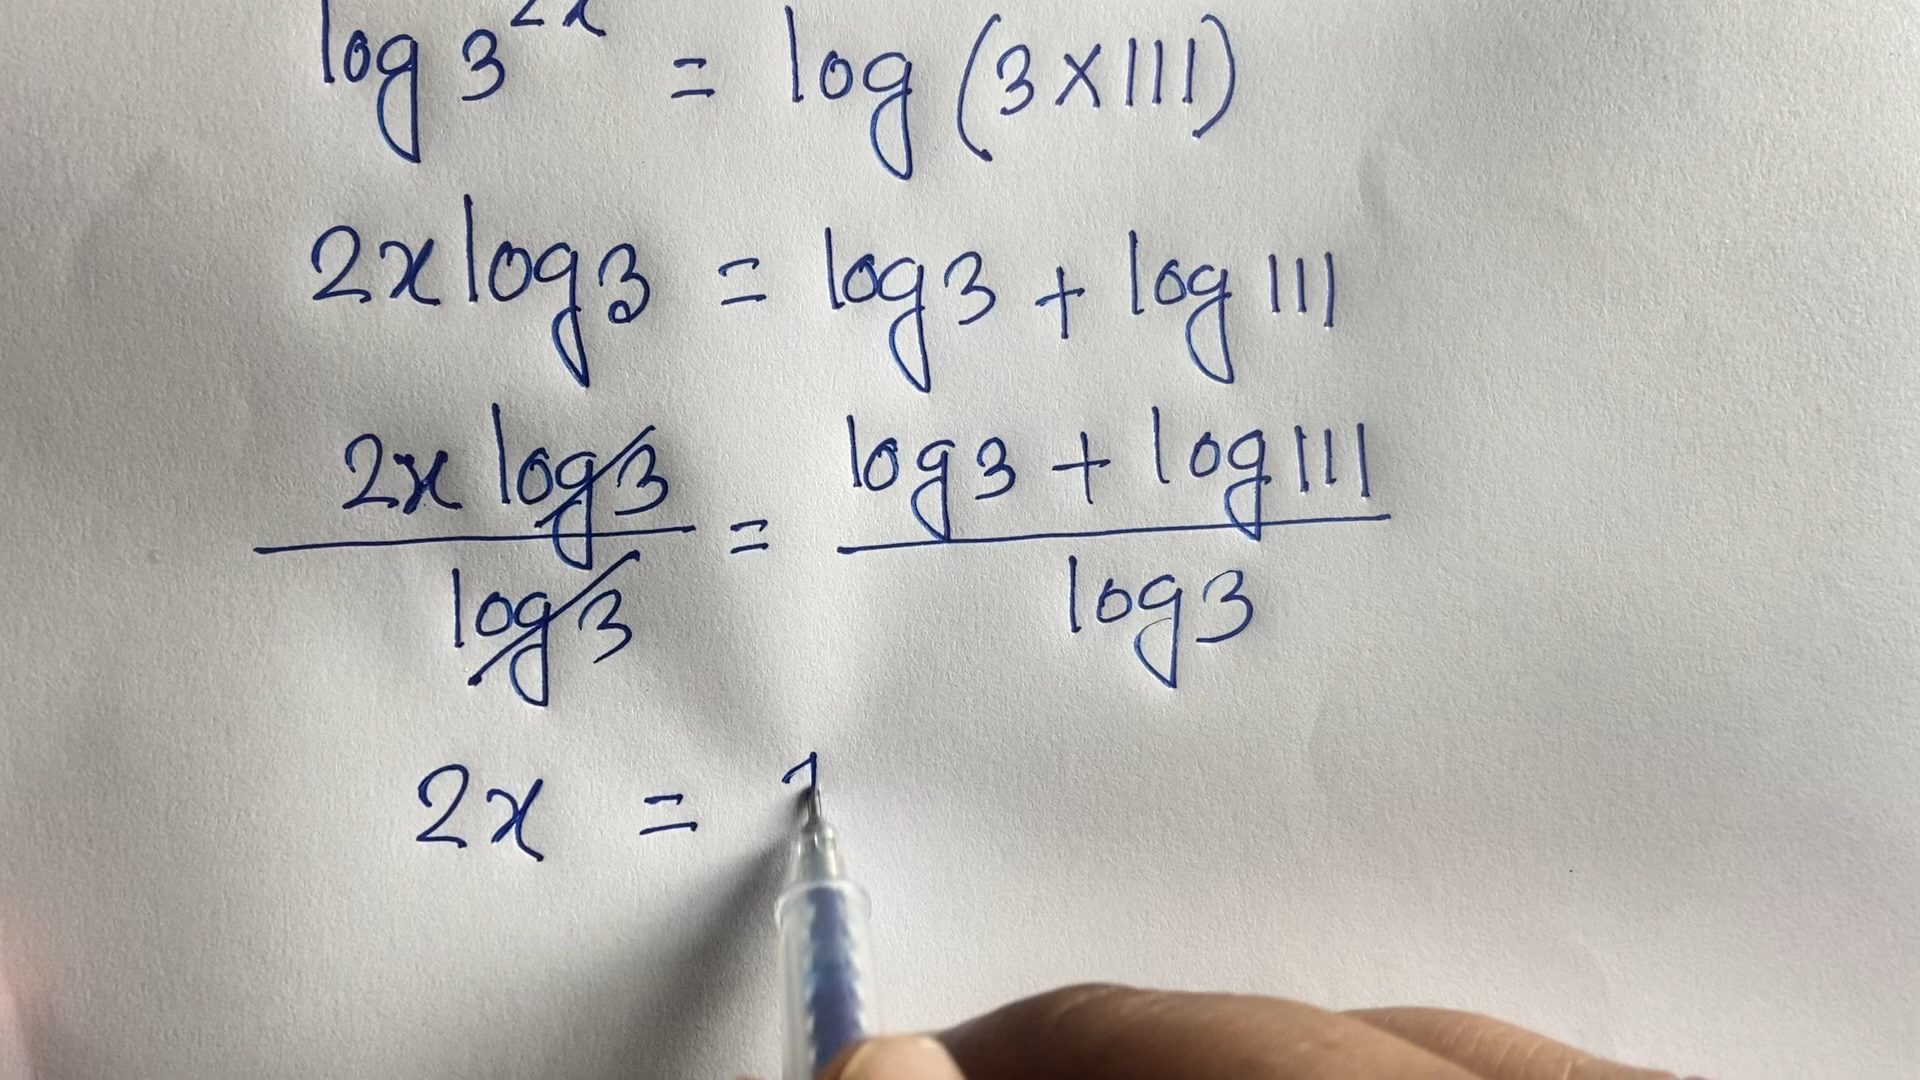 log 3^2x = log (3×111)
2x log 3 = log 3 + log 111
2x log 3 / log 3 = log 3 + log 111 / log 3
2x = 1